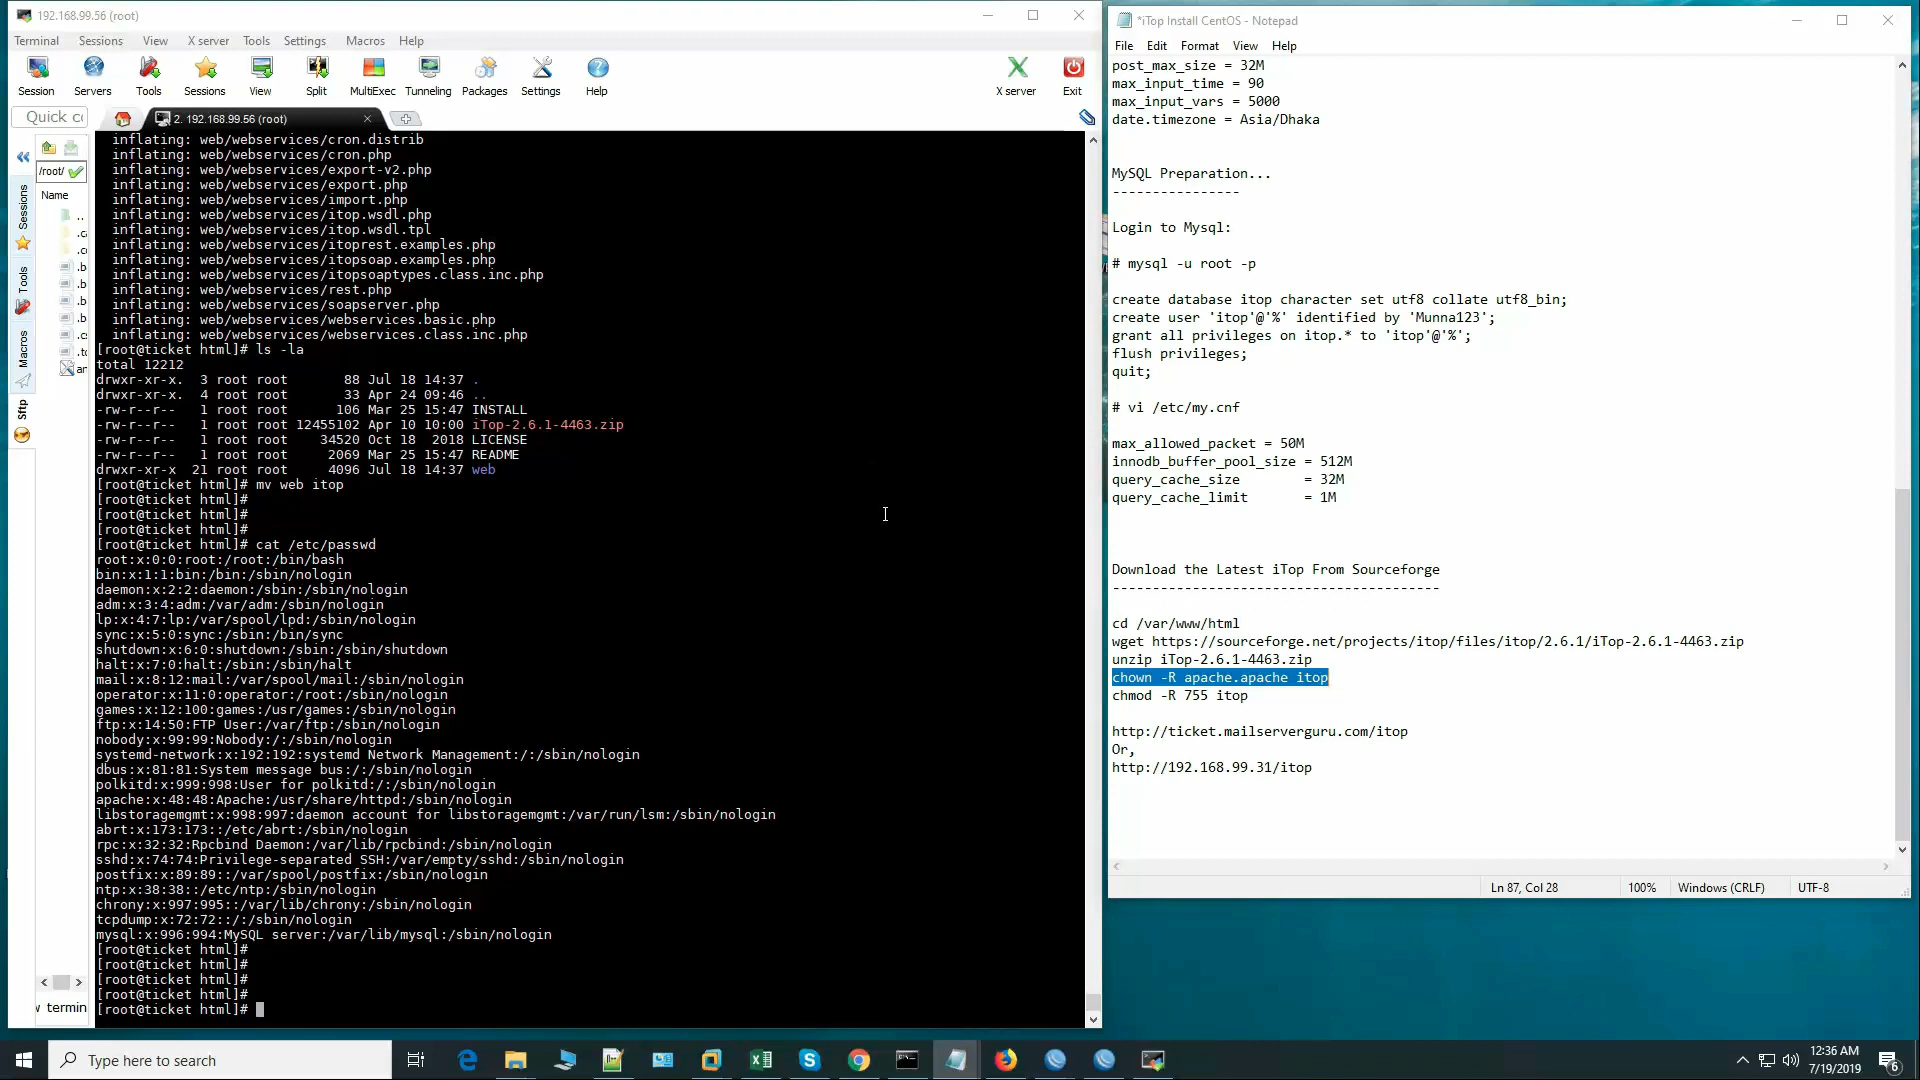 192.168.99.56 (root)
Terminal Sessions View X server Tools Settings Macros Help
Session Servers Tools Sessions View Split MultiExec Tunneling Packages Settings Help X server Exit
Quick c
2. 192.168.99.56 (root)
/root/
Name
..
Sessions
Tools
Macros
Sftp
termin
inflating: web/webservices/cron.distrib
inflating: web/webservices/cron.php
inflating: web/webservices/export-v2.php
inflating: web/webservices/export.php
inflating: web/webservices/import.php
inflating: web/webservices/itop.wsdl.php
inflating: web/webservices/itop.wsdl.tpl
inflating: web/webservices/itoprest.examples.php
inflating: web/webservices/itopsoap.examples.php
inflating: web/webservices/itopsoaptypes.class.inc.php
inflating: web/webservices/rest.php
inflating: web/webservices/soapserver.php
inflating: web/webservices/webservices.basic.php
inflating: web/webservices/webservices.class.inc.php
[root@ticket html]# ls -la
total 12212
drwxr-xr-x. 3 root root 88 Jul 18 14:37 .
drwxr-xr-x. 4 root root 33 Apr 24 09:46 ..
-rw-r--r-- 1 root root 106 Mar 25 15:47 INSTALL
-rw-r--r-- 1 root root 12455102 Apr 10 10:00 iTop-2.6.1-4463.zip
-rw-r--r-- 1 root root 34520 Oct 18 2018 LICENSE
-rw-r--r-- 1 root root 2069 Mar 25 15:47 README
drwxr-xr-x 21 root root 4096 Jul 18 14:37 web
[root@ticket html]# mv web itop
[root@ticket html]#
[root@ticket html]#
[root@ticket html]#
[root@ticket html]# cat /etc/passwd
root:x:0:0:root:/root:/bin/bash
bin:x:1:1:bin:/bin:/sbin/nologin
daemon:x:2:2:daemon:/sbin:/sbin/nologin
adm:x:3:4:adm:/var/adm:/sbin/nologin
lp:x:4:7:lp:/var/spool/lpd:/sbin/nologin
sync:x:5:0:sync:/sbin:/bin/sync
shutdown:x:6:0:shutdown:/sbin:/sbin/shutdown
halt:x:7:0:halt:/sbin:/sbin/halt
mail:x:8:12:mail:/var/spool/mail:/sbin/nologin
operator:x:11:0:operator:/root:/sbin/nologin
games:x:12:100:games:/usr/games:/sbin/nologin
ftp:x:14:50:FTP User:/var/ftp:/sbin/nologin
nobody:x:99:99:Nobody:/:/sbin/nologin
systemd-network:x:192:192:systemd Network Management:/:/sbin/nologin
dbus:x:81:81:System message bus:/:/sbin/nologin
polkitd:x:999:998:User for polkitd:/:/sbin/nologin
apache:x:48:48:Apache:/usr/share/httpd:/sbin/nologin
libstoragemgmt:x:998:997:daemon account for libstoragemgmt:/var/run/lsm:/sbin/nologin
abrt:x:173:173::/etc/abrt:/sbin/nologin
rpc:x:32:32:Rpcbind Daemon:/var/lib/rpcbind:/sbin/nologin
sshd:x:74:74:Privilege-separated SSH:/var/empty/sshd:/sbin/nologin
postfix:x:89:89::/var/spool/postfix:/sbin/nologin
ntp:x:38:38::/etc/ntp:/sbin/nologin
chrony:x:997:995::/var/lib/chrony:/sbin/nologin
tcpdump:x:72:72::/:/sbin/nologin
mysql:x:996:994:MySQL server:/var/lib/mysql:/sbin/nologin
[root@ticket html]#
[root@ticket html]#
[root@ticket html]#
[root@ticket html]#
[root@ticket html]#
*iTop Install CentOS - Notepad
File Edit Format View Help
post_max_size = 32M
max_input_time = 90
max_input_vars = 5000
date.timezone = Asia/Dhaka
MySQL Preparation...
----------------
Login to Mysql:
# mysql -u root -p
create database itop character set utf8 collate utf8_bin;
create user 'itop'@'%' identified by 'Munna123';
grant all privileges on itop.* to 'itop'@'%';
flush privileges;
quit;
# vi /etc/my.cnf
max_allowed_packet = 50M
innodb_buffer_pool_size = 512M
query_cache_size = 32M
query_cache_limit = 1M
Download the Latest iTop From Sourceforge
-----------------------------------------
cd /var/www/html
wget https://sourceforge.net/projects/itop/files/itop/2.6.1/iTop-2.6.1-4463.zip
unzip iTop-2.6.1-4463.zip
chown -R apache.apache itop
chmod -R 755 itop
http://ticket.mailserverguru.com/itop
Or,
http://192.168.99.31/itop
Ln 87, Col 28 100% Windows (CRLF) UTF-8
Type here to search
12:36 AM
7/19/2019
6